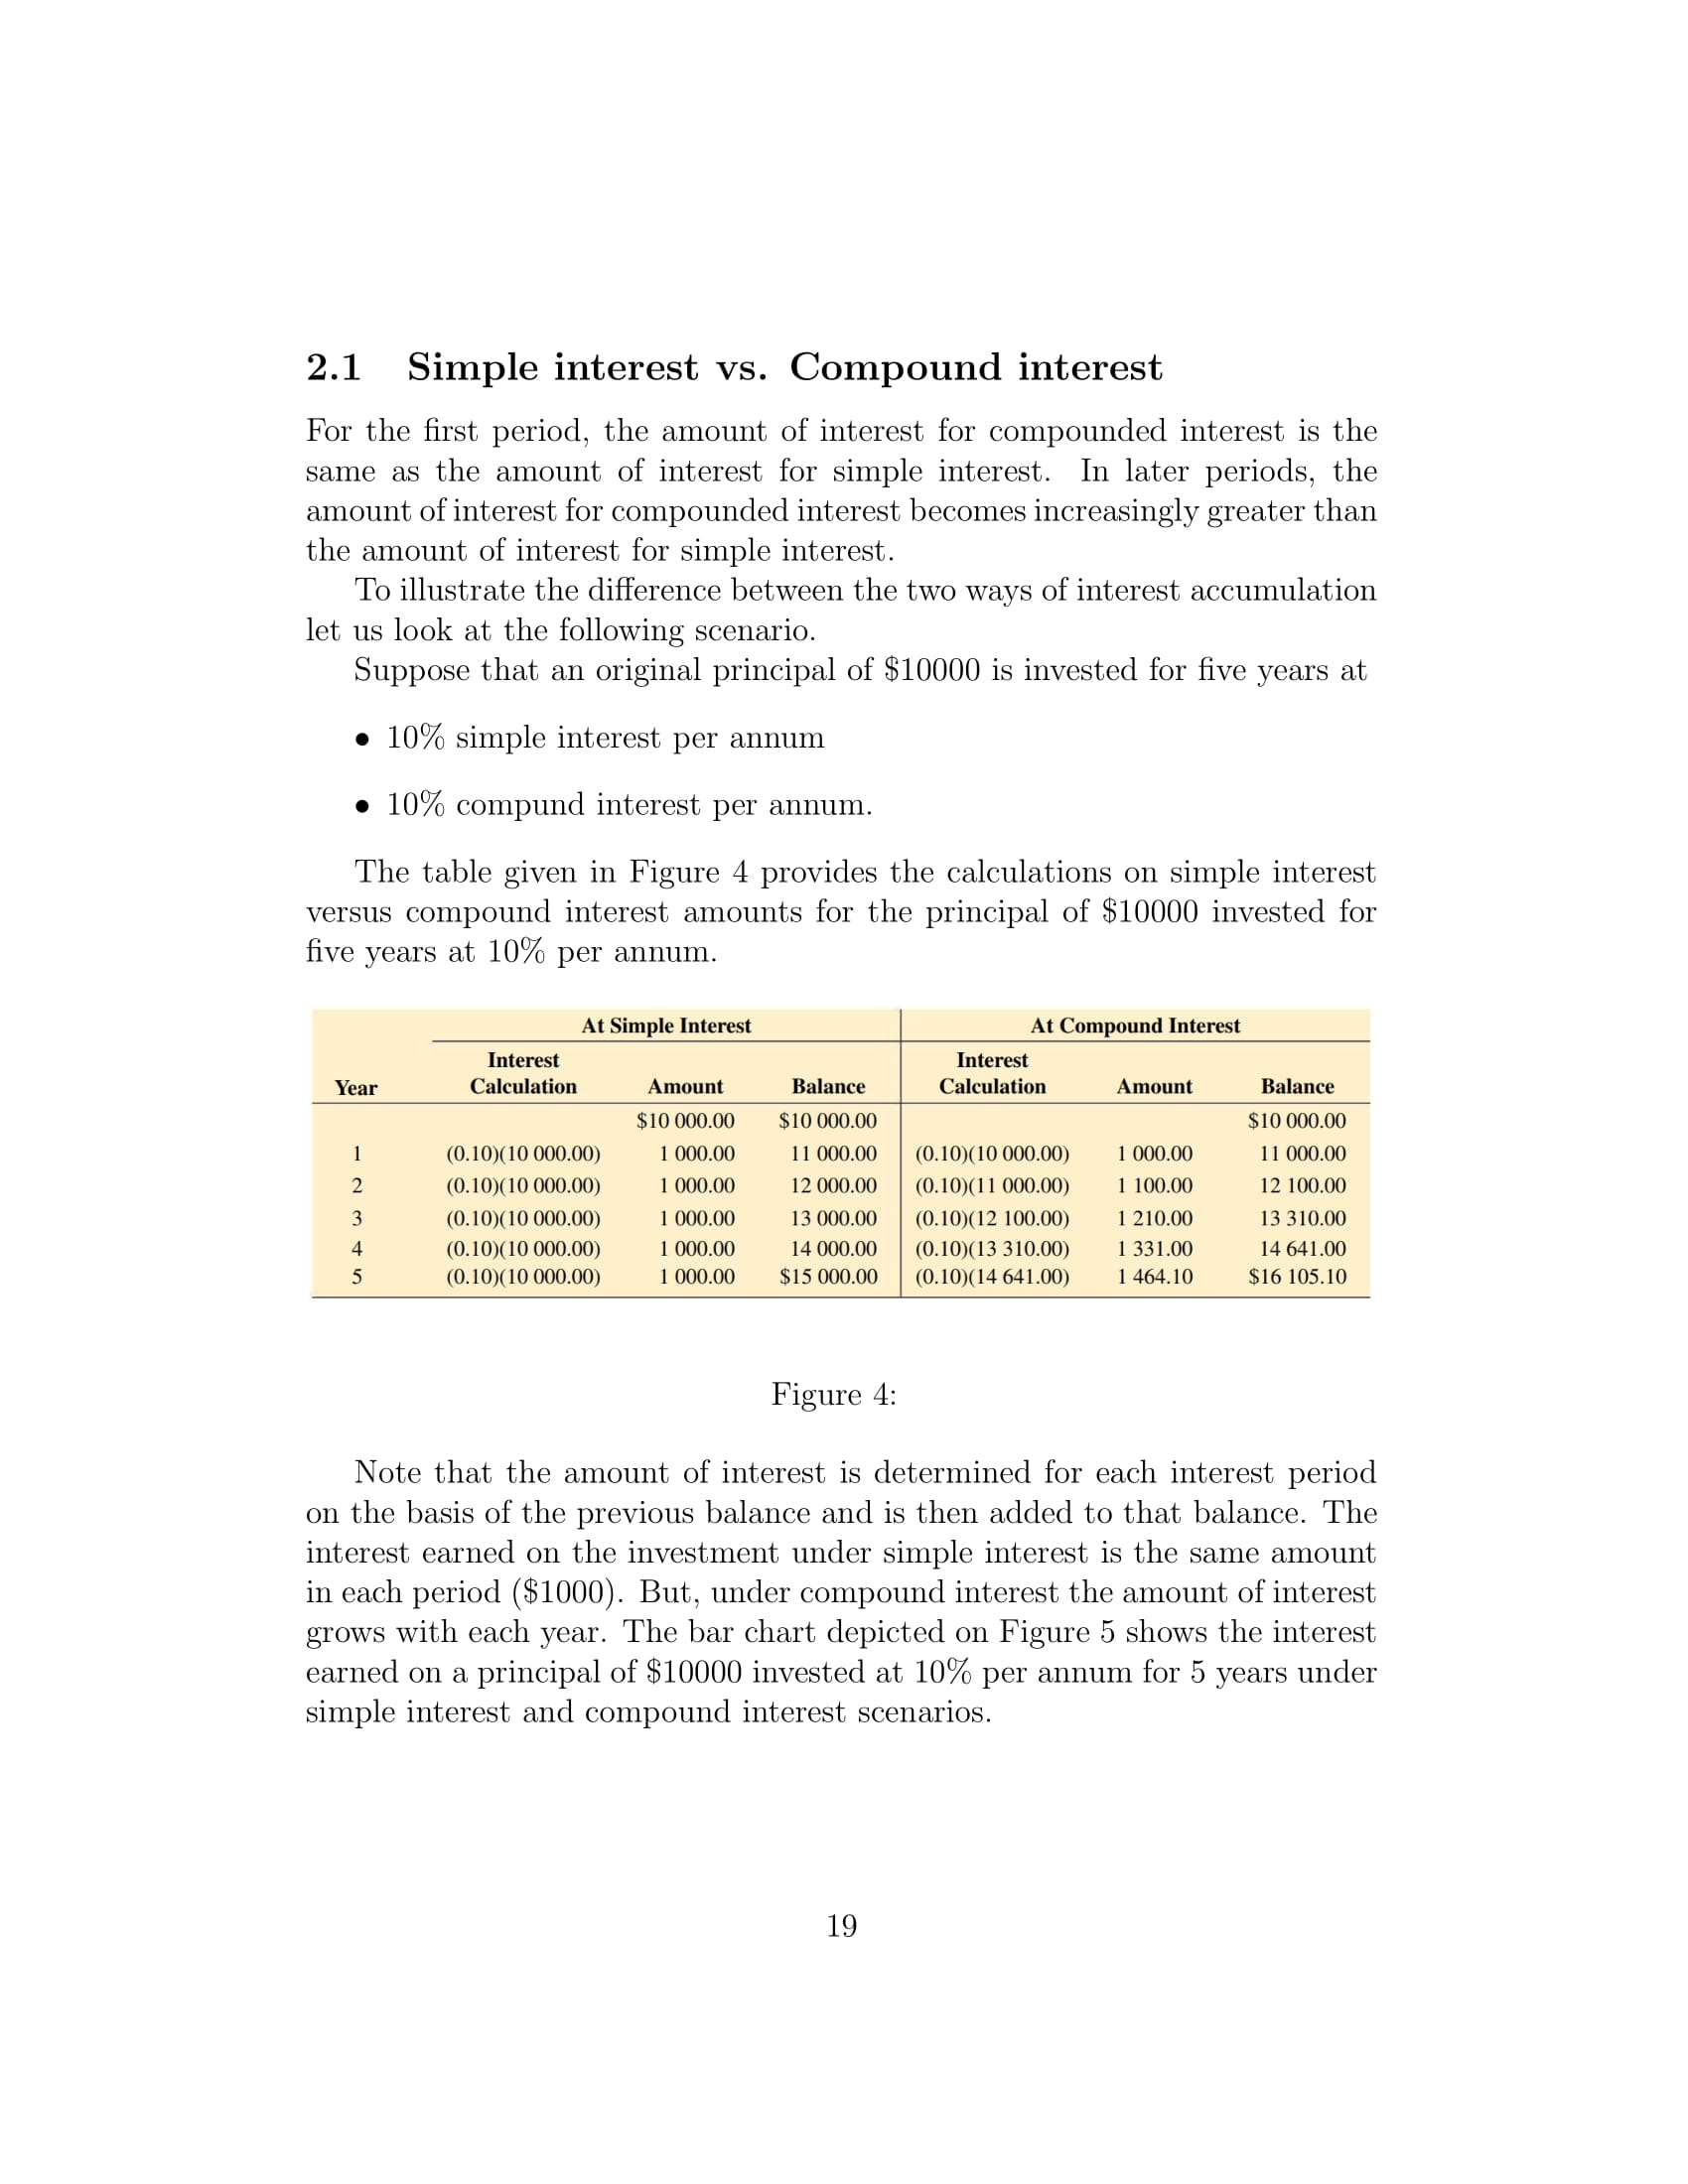 2.1 Simple interest vs. Compound interest
For the first period, the amount of interest for compounded interest is the
same as the amount of interest for simple interest. In later periods, the
amount of interest for compounded interest becomes increasingly greater than
the amount of interest for simple interest.
To illustrate the difference between the two ways of interest accumulation
let us look at the following scenario.
Suppose that an original principal of $10000 is invested for five years at
• 10% simple interest per annum
• 10% compund interest per annum.
The table given in Figure 4 provides the calculations on simple interest
versus compound interest amounts for the principal of $10000 invested for
five years at 10% per annum.
At Simple Interest At Compound Interest
Interest Interest
Year Calculation Amount Balance Calculation Amount Balance
$10 000.00 $10 000.00 $10 000.00
1 (0.10)(10 000.00) 1 000.00 11 000.00 (0.10)(10 000.00) 1 000.00 11 000.00
2 (0.10)(10 000.00) 1 000.00 12 000.00 (0.10)(11 000.00) 1 100.00 12 100.00
3 (0.10)(10 000.00) 1 000.00 13 000.00 (0.10)(12 100.00) 1 210.00 13 310.00
4 (0.10)(10 000.00) 1 000.00 14 000.00 (0.10)(13 310.00) 1 331.00 14 641.00
5 (0.10)(10 000.00) 1 000.00 $15 000.00 (0.10)(14 641.00) 1 464.10 $16 105.10
Figure 4:
Note that the amount of interest is determined for each interest period
on the basis of the previous balance and is then added to that balance. The
interest earned on the investment under simple interest is the same amount
in each period ($1000). But, under compound interest the amount of interest
grows with each year. The bar chart depicted on Figure 5 shows the interest
earned on a principal of $10000 invested at 10% per annum for 5 years under
simple interest and compound interest scenarios.
19